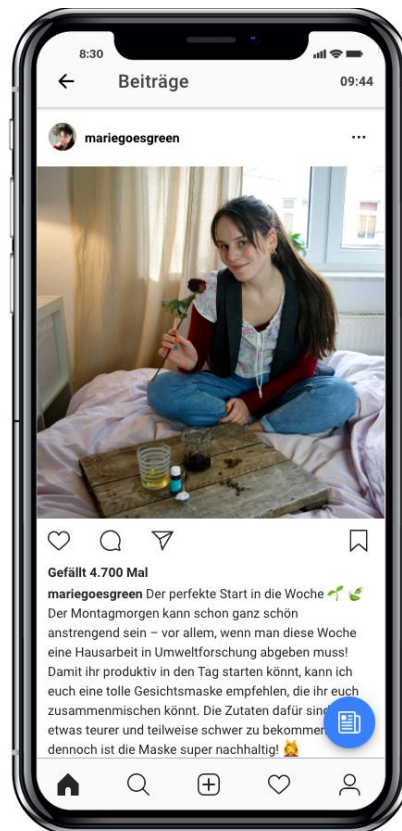 8:30
Beiträge
09:44
mariegoesgreen
Gefällt 4.700 Mal
mariegoesgreen Der perfekte Start in die Woche 🌱 🍃
Der Montagmorgen kann schon ganz schön
anstrengend sein – vor allem, wenn man diese Woche
eine Hausarbeit in Umweltforschung abgeben muss!
Damit ihr produktiv in den Tag starten könnt, kann ich
euch eine tolle Gesichtsmaske empfehlen, die ihr euch
zusammenmischen könnt. Die Zutaten dafür sind
etwas teurer und teilweise schwer zu bekommen
dennoch ist die Maske super nachhaltig! 💆